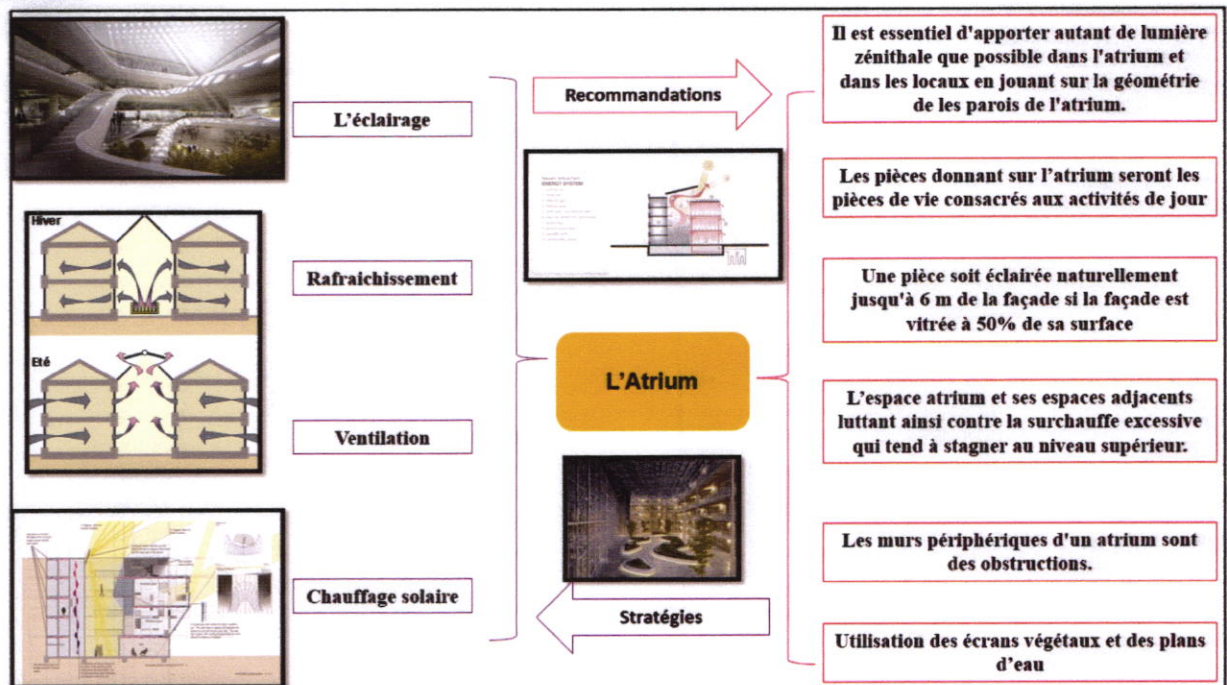 L'éclairage
Hiver
Rafraichissement
Eté
Ventilation
Chauffage solaire
Recommandations
ENERGY SYSTEM
L'Atrium
Stratégies
Il est essentiel d'apporter autant de lumière
zénithale que possible dans l'atrium et
dans les locaux en jouant sur la géométrie
de les parois de l'atrium.
Les pièces donnant sur l'atrium seront les
pièces de vie consacrés aux activités de jour
Une pièce soit éclairée naturellement
jusqu'à 6 m de la façade si la façade est
vitrée à 50% de sa surface
L'espace atrium et ses espaces adjacents
luttant ainsi contre la surchauffe excessive
qui tend à stagner au niveau supérieur.
Les murs périphériques d'un atrium sont
des obstructions.
Utilisation des écrans végétaux et des plans
d'eau